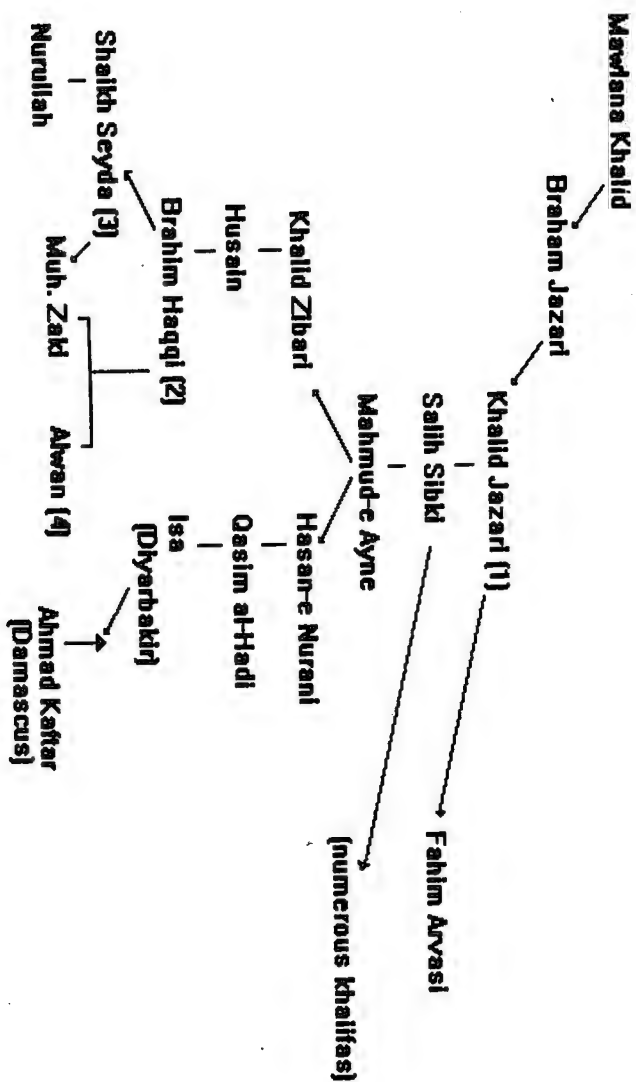 Mawlana Khalid
Braham Jazari
Khalid Jazari (1)
Salih Sibki
Fahim Arvasi
Mahmud-e Ayne
(numerous khalifas)
Khalid Zibari
Hasan-e Nurani
Husain
Qasim al-Hadi
Brahim Haqqi (2)
Isa
(Diyarbakir)
Shaikh Seyda (3)
Muh. Zaki
Alwan (4)
Nurullah
Ahmad Kaftar
(Damascus)